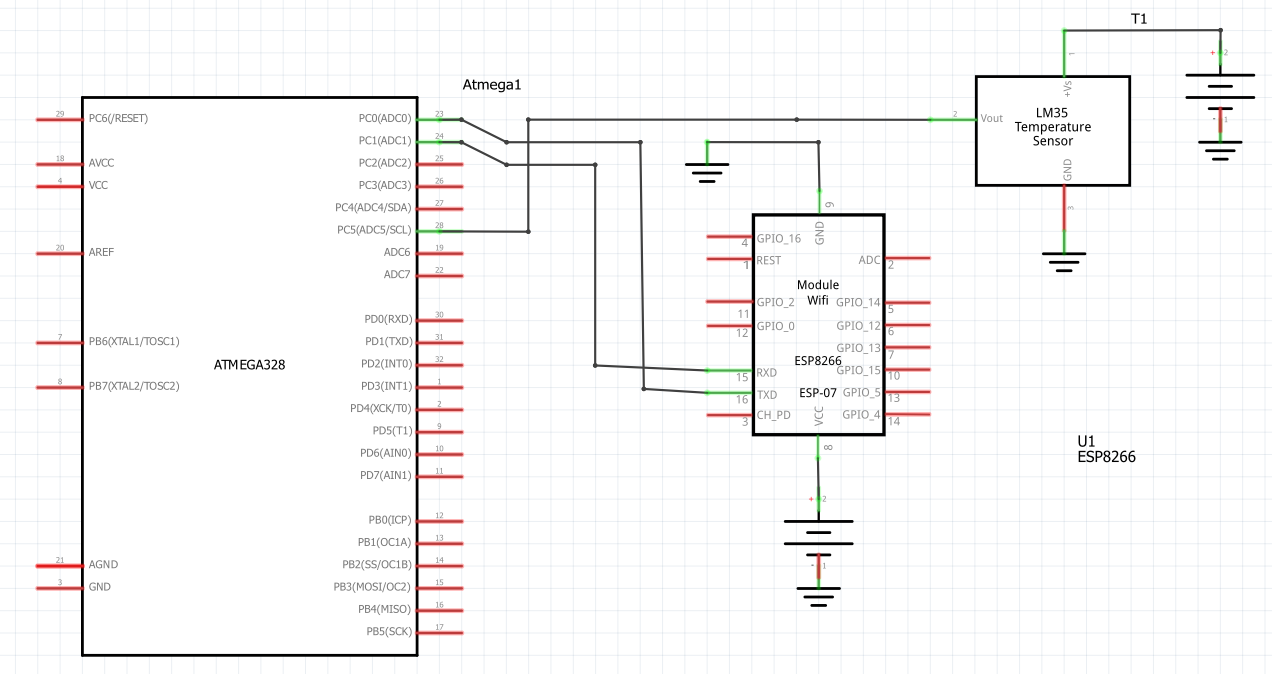 T1
Atmega1
+ 2
- 1
1
+Vs
LM35
Temperature
Sensor
2 Vout
GND
3
29 PC6(/RESET)
18 AVCC
4 VCC
20 AREF
7 PB6(XTAL1/TOSC1)
8 PB7(XTAL2/TOSC2)
21 AGND
3 GND
ATMEGA328
PC0(ADC0) 23
PC1(ADC1) 24
PC2(ADC2) 25
PC3(ADC3) 26
PC4(ADC4/SDA) 27
PC5(ADC5/SCL) 28
ADC6 19
ADC7 22
PD0(RXD) 30
PD1(TXD) 31
PD2(INT0) 32
PD3(INT1) 1
PD4(XCK/T0) 2
PD5(T1) 9
PD6(AIN0) 10
PD7(AIN1) 11
PB0(ICP) 12
PB1(OC1A) 13
PB2(SS/OC1B) 14
PB3(MOSI/OC2) 15
PB4(MISO) 16
PB5(SCK) 17
9
GND
4 GPIO_16
1 REST
11 GPIO_2
12 GPIO_0
15 RXD
16 TXD
3 CH_PD
Module
Wifi
ESP8266
ESP-07
ADC 2
GPIO_14 5
GPIO_12 6
GPIO_13 7
GPIO_15 10
GPIO_5 13
GPIO_4 14
VCC
8
+ 2
- 1
U1
ESP8266